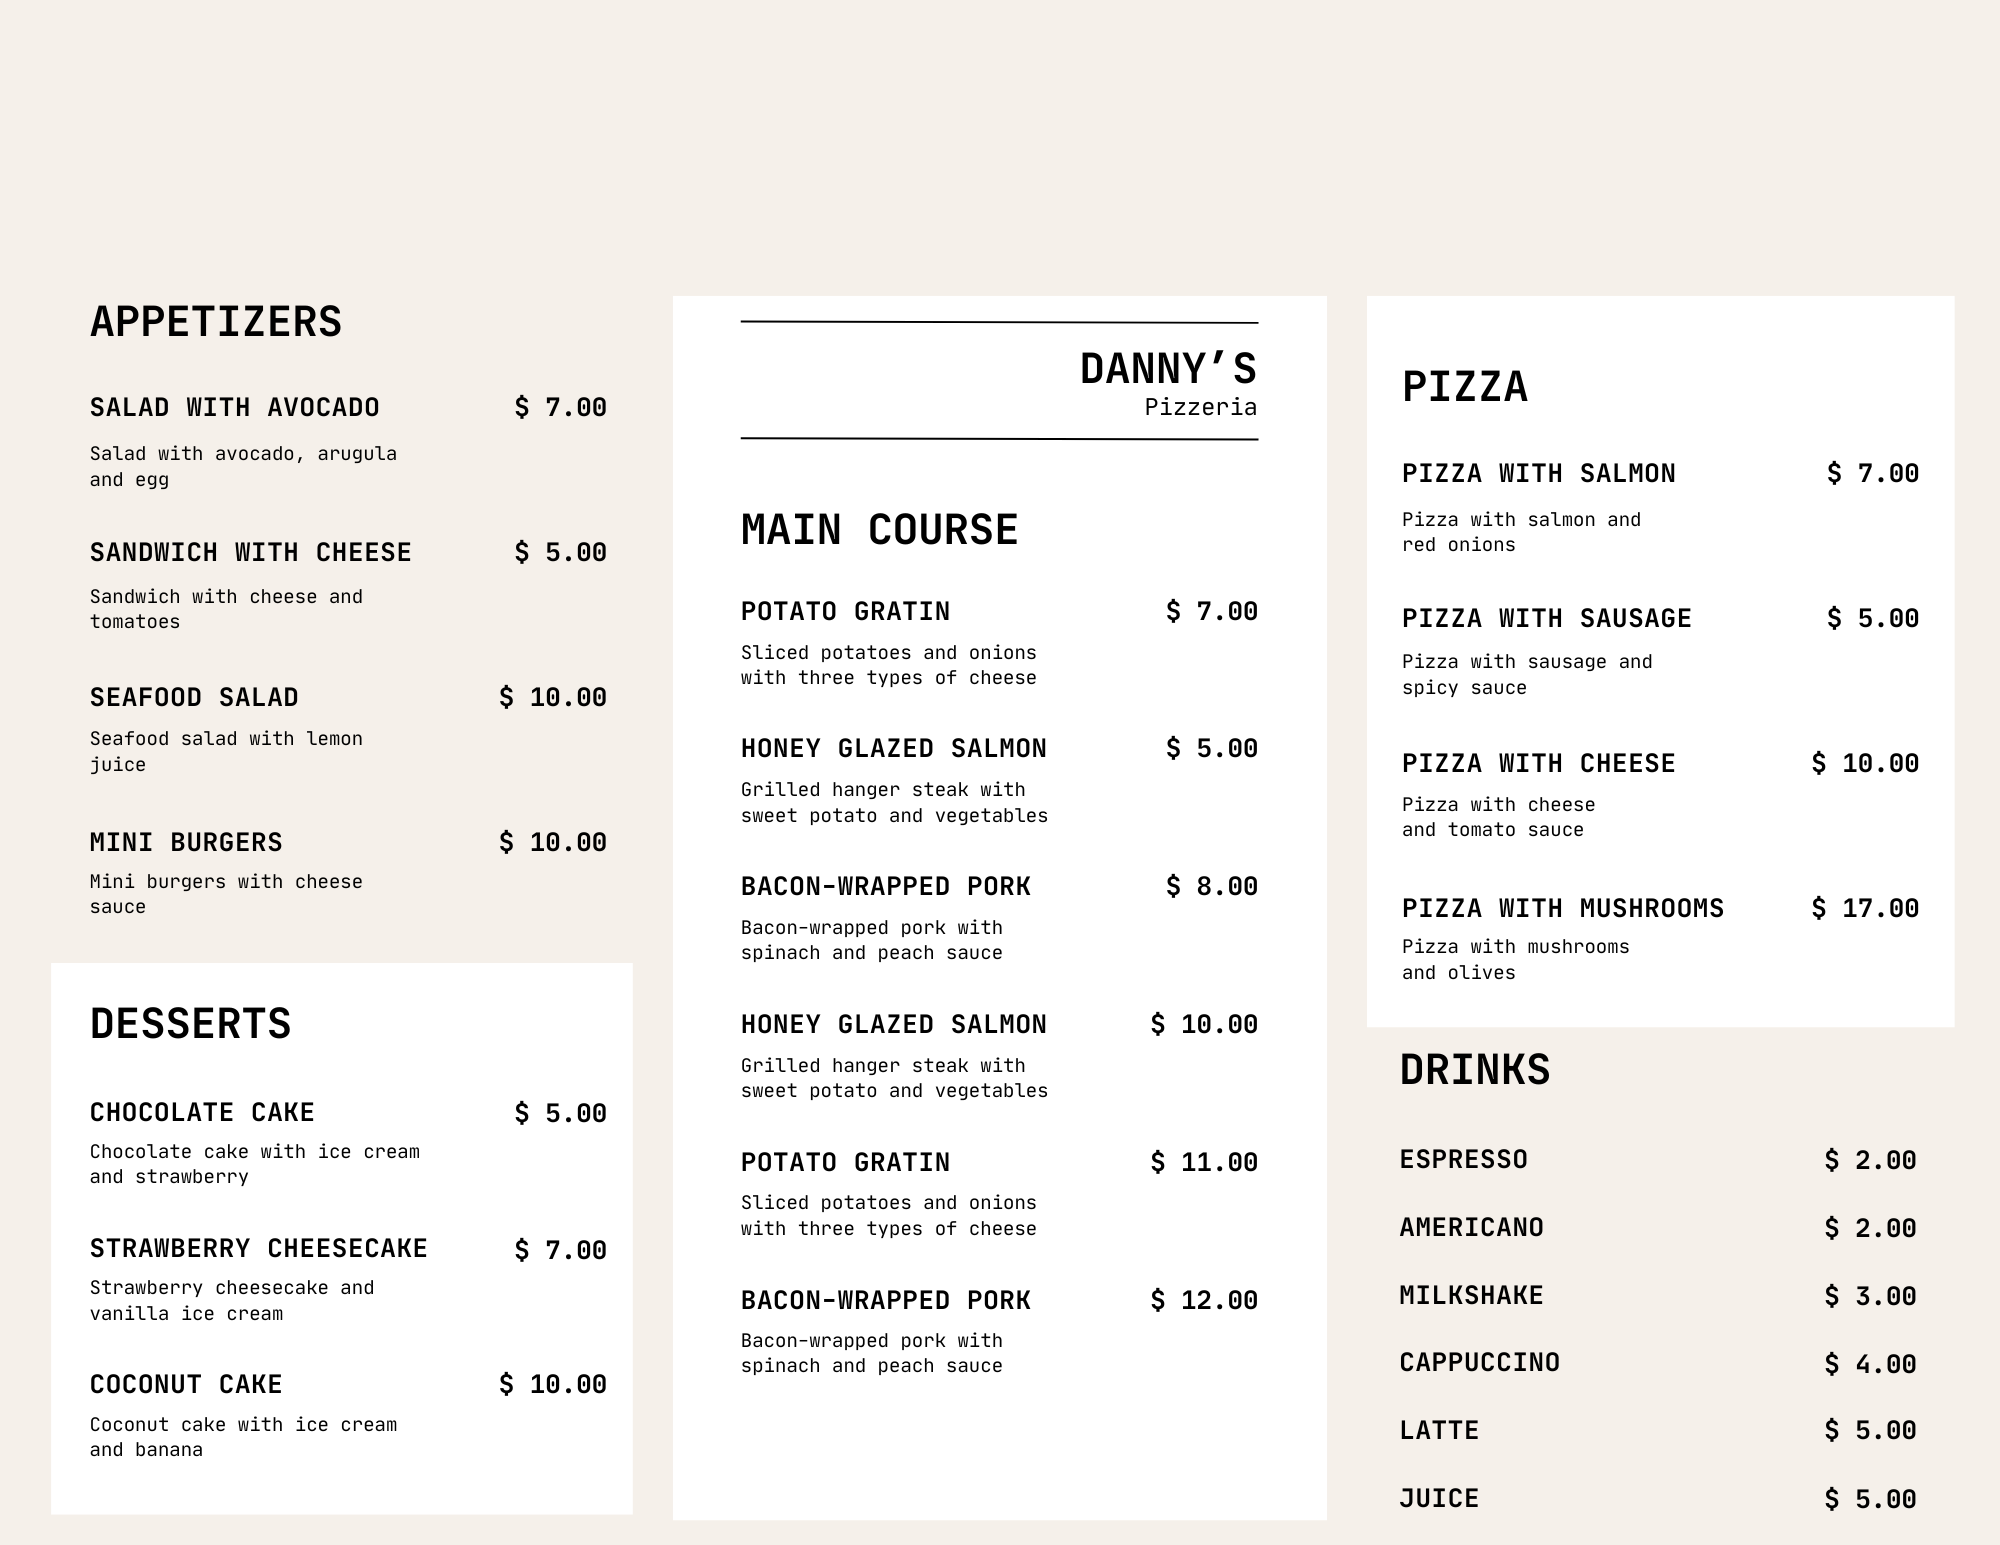 APPETIZERS
SALAD WITH AVOCADO $ 7.00
Salad with avocado, arugula
and egg
SANDWICH WITH CHEESE $ 5.00
Sandwich with cheese and
tomatoes
SEAFOOD SALAD $ 10.00
Seafood salad with lemon
juice
MINI BURGERS $ 10.00
Mini burgers with cheese
sauce
DESSERTS
CHOCOLATE CAKE $ 5.00
Chocolate cake with ice cream
and strawberry
STRAWBERRY CHEESECAKE $ 7.00
Strawberry cheesecake and
vanilla ice cream
COCONUT CAKE $ 10.00
Coconut cake with ice cream
and banana
DANNY’S
Pizzeria
MAIN COURSE
POTATO GRATIN $ 7.00
Sliced potatoes and onions
with three types of cheese
HONEY GLAZED SALMON $ 5.00
Grilled hanger steak with
sweet potato and vegetables
BACON-WRAPPED PORK $ 8.00
Bacon-wrapped pork with
spinach and peach sauce
HONEY GLAZED SALMON $ 10.00
Grilled hanger steak with
sweet potato and vegetables
POTATO GRATIN $ 11.00
Sliced potatoes and onions
with three types of cheese
BACON-WRAPPED PORK $ 12.00
Bacon-wrapped pork with
spinach and peach sauce
PIZZA
PIZZA WITH SALMON $ 7.00
Pizza with salmon and
red onions
PIZZA WITH SAUSAGE $ 5.00
Pizza with sausage and
spicy sauce
PIZZA WITH CHEESE $ 10.00
Pizza with cheese
and tomato sauce
PIZZA WITH MUSHROOMS $ 17.00
Pizza with mushrooms
and olives
DRINKS
ESPRESSO $ 2.00
AMERICANO $ 2.00
MILKSHAKE $ 3.00
CAPPUCCINO $ 4.00
LATTE $ 5.00
JUICE $ 5.00